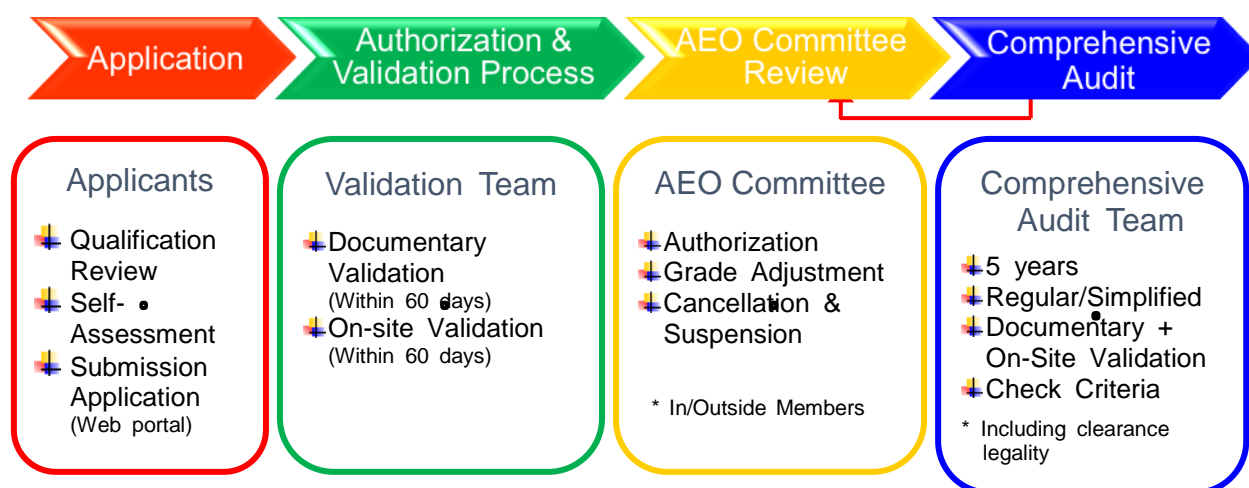 Application
Authorization &
Validation Process
AEO Committee
Review
Comprehensive
Audit
Applicants
Qualification
Review
Self-
Assessment
Submission
Application
(Web portal)
Validation Team
Documentary
Validation
(Within 60 days)
On-site Validation
(Within 60 days)
AEO Committee
Authorization
Grade Adjustment
Cancellation &
Suspension
* In/Outside Members
Comprehensive
Audit Team
5 years
Regular/Simplified
Documentary +
On-Site Validation
Check Criteria
* Including clearance
legality